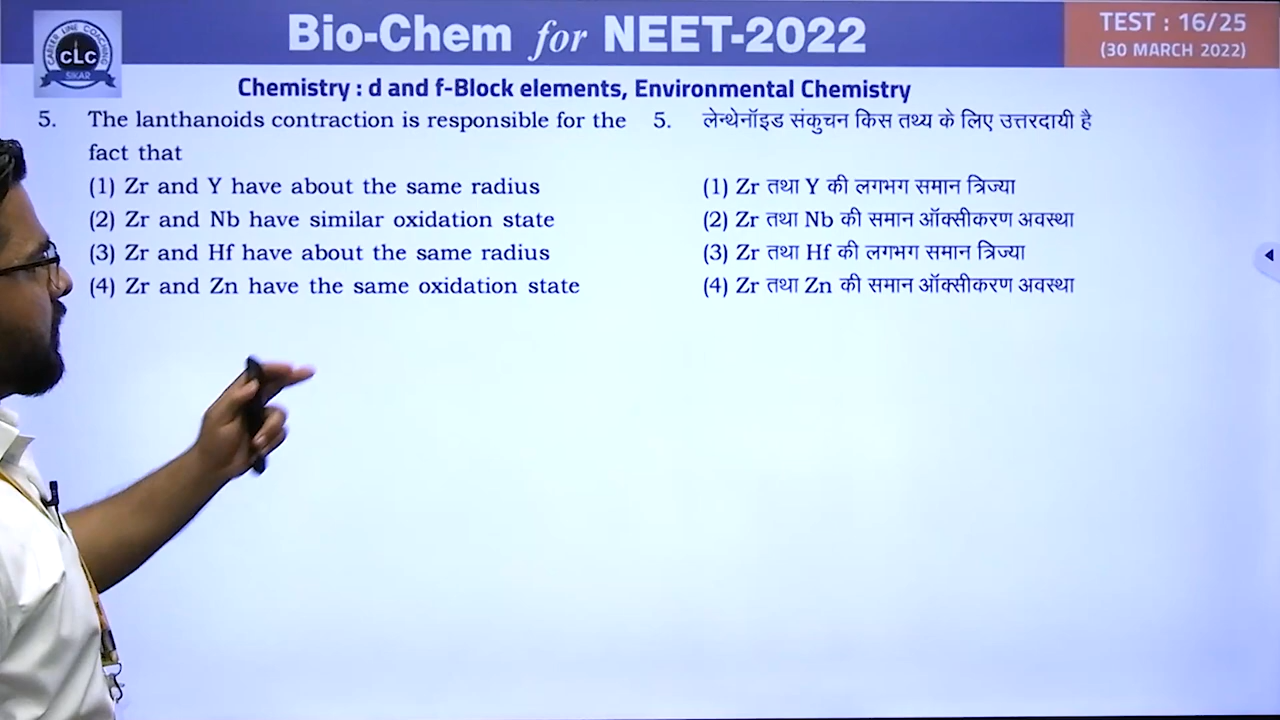 CAREER LINE COACHING
CLC
SIKAR
Bio-Chem for NEET-2022
TEST : 16/25
(30 MARCH 2022)
Chemistry : d and f-Block elements, Environmental Chemistry
5. The lanthanoids contraction is responsible for the
fact that
(1) Zr and Y have about the same radius
(2) Zr and Nb have similar oxidation state
(3) Zr and Hf have about the same radius
(4) Zr and Zn have the same oxidation state
5. लेन्थेनॉइड संकुचन किस तथ्य के लिए उत्तरदायी है
(1) Zr तथा Y की लगभग समान त्रिज्या
(2) Zr तथा Nb की समान ऑक्सीकरण अवस्था
(3) Zr तथा Hf की लगभग समान त्रिज्या
(4) Zr तथा Zn की समान ऑक्सीकरण अवस्था